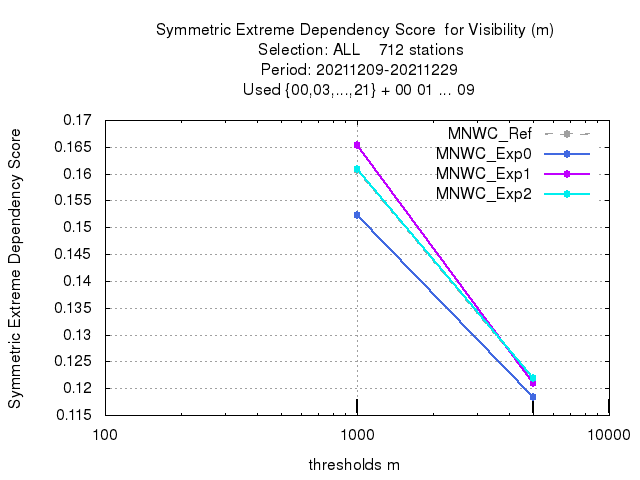 Symmetric Extreme Dependency Score  for Visibility (m)
Selection: ALL    712 stations
Period: 20211209-20211229
Used {00,03,...,21} + 00 01 ... 09
Symmetric Extreme Dependency Score
0.17
0.165
0.16
0.155
0.15
0.145
0.14
0.135
0.13
0.125
0.12
0.115
MNWC_Ref
MNWC_Exp0
MNWC_Exp1
MNWC_Exp2
100 1000 10000
thresholds m